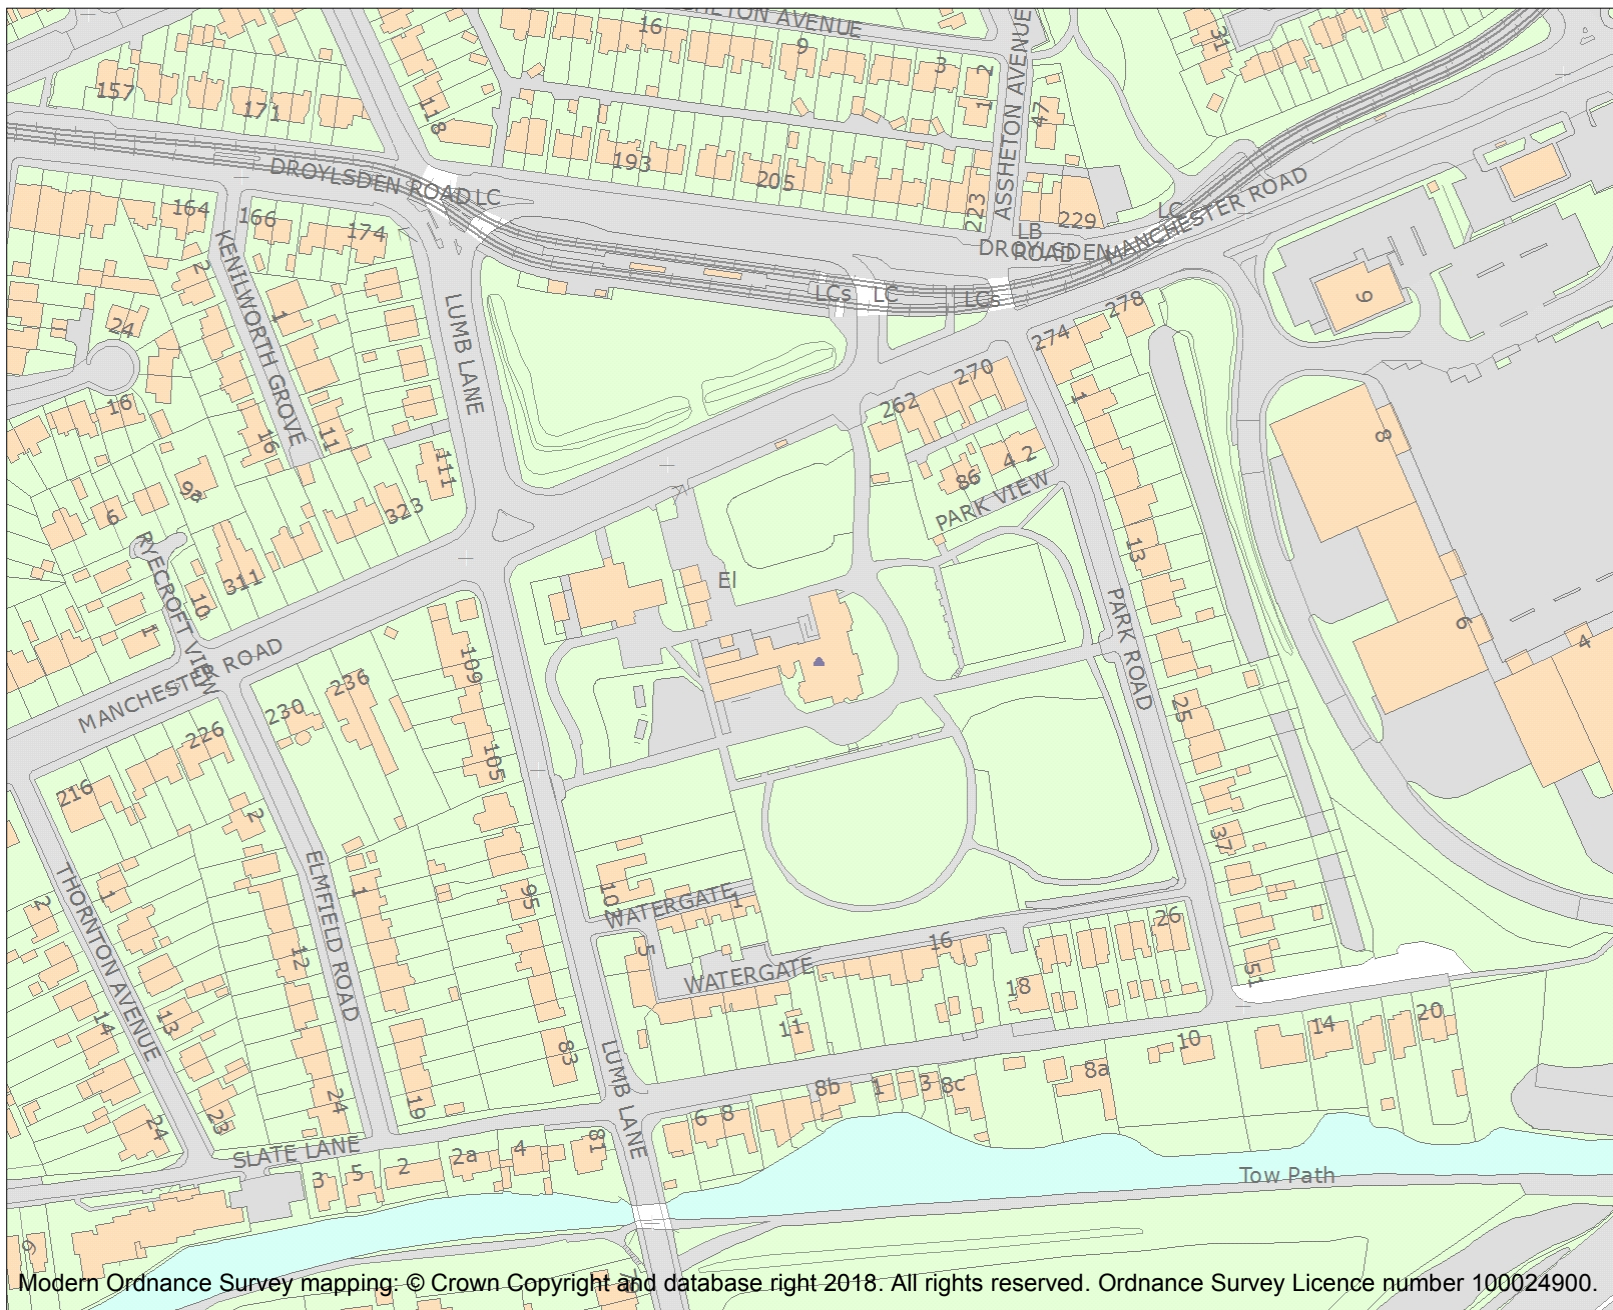 ASSHETON AVENUE
16
9
3
2
1
31
157
171
118
47
ASSHETON AVENUE
193
205
223
229
DROYLSDEN ROAD
LC
LC
MANCHESTER ROAD
LB
DROYLSDEN
ROAD
164
166
174
KENILWORTH GROVE
2
1
24
LUMB LANE
LCs
LC
LCs
9
278
274
270
262
1
16
16
11
111
8
4 2
86
PARK VIEW
9a
6
323
RYECROFT VIEW
311
10
1
13
El
PARK ROAD
6
4
MANCHESTER ROAD
109
236
230
226
25
105
216
2
37
ELMFIELD ROAD
THORNTON AVENUE
1
2
1
95
102
WATERGATE
1
26
16
5
WATERGATE
12
18
51
14
13
11
83
LUMB LANE
20
14
10
8a
8b
1
3
8c
24
19
23
24
6
8
81
SLATE LANE
3
5
2
2a
4
Tow Path
9
76
Modern Ordnance Survey mapping: © Crown Copyright and database right 2018. All rights reserved. Ordnance Survey Licence number 100024900.